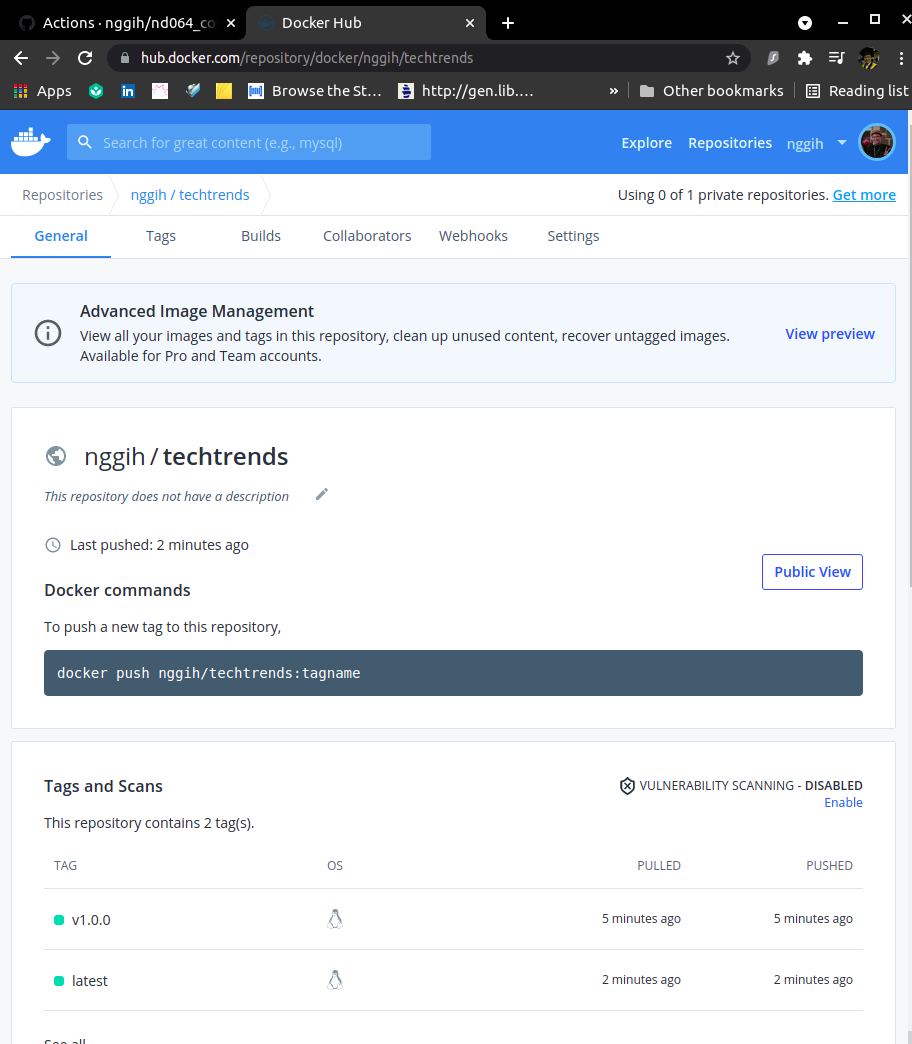 Actions · nggih/nd064_co
Docker Hub
hub.docker.com/repository/docker/nggih/techtrends
Apps
Browse the St…
http://gen.lib.…
»
Other bookmarks
Reading list
Search for great content (e.g., mysql)
Explore
Repositories
nggih
Repositories
nggih / techtrends
Using 0 of 1 private repositories. Get more
General
Tags
Builds
Collaborators
Webhooks
Settings
Advanced Image Management
View all your images and tags in this repository, clean up unused content, recover untagged images.
Available for Pro and Team accounts.
View preview
nggih / techtrends
This repository does not have a description
Last pushed: 2 minutes ago
Public View
Docker commands
To push a new tag to this repository,
docker push nggih/techtrends:tagname
Tags and Scans
VULNERABILITY SCANNING - DISABLED
Enable
This repository contains 2 tag(s).
TAG OS PULLED PUSHED
v1.0.0 5 minutes ago 5 minutes ago
latest 2 minutes ago 2 minutes ago
See all